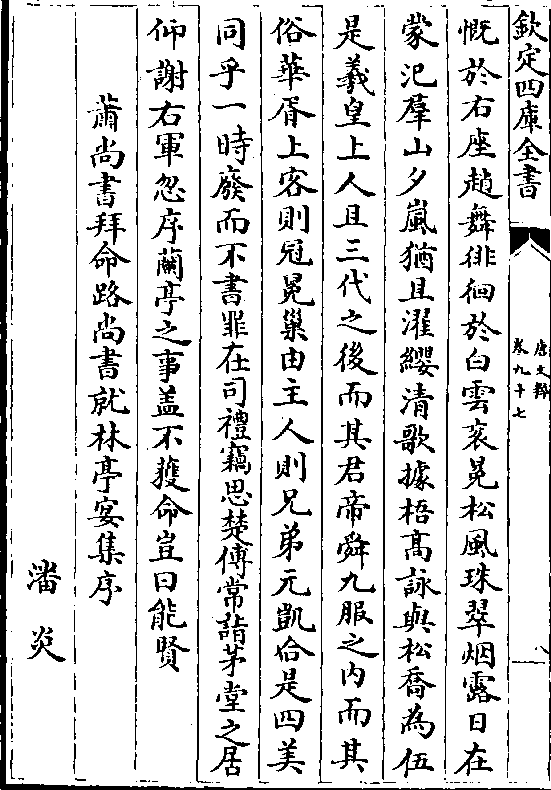 欽定四庫全書
唐文粹
卷九十七
慨於右座趙舞徘徊於白雲衮冕松風珠翠烟露日在
蒙汜羣山夕嵐猶且濯纓清歌據梧髙詠與松喬為伍
是羲皇上人且三代之後而其君帝舜九服之内而其
俗華胥上客則冠冕巢由主人則兄弟元凱合是四美
同乎一時廢而不書罪在司禮竊思楚傅常詣茅堂之居
仰謝右軍忽序蘭亭之事盖不獲命豈曰能賢
蕭尚書拜命路尚書就林亭宴集序
潘炎